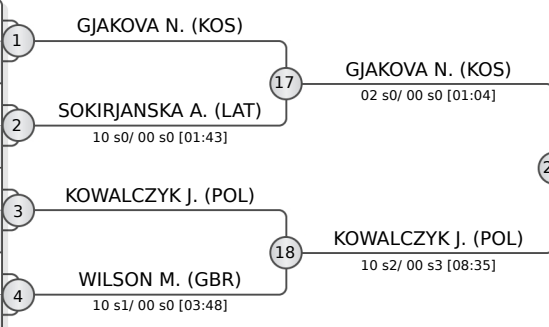 GJAKOVA N. (KOS)
1
17
GJAKOVA N. (KOS)
02 s0/ 00 s0 [01:04]
SOKIRJANSKA A. (LAT)
2
10 s0/ 00 s0 [01:43]
KOWALCZYK J. (POL)
3
18
KOWALCZYK J. (POL)
10 s2/ 00 s3 [08:35]
WILSON M. (GBR)
4
10 s1/ 00 s0 [03:48]